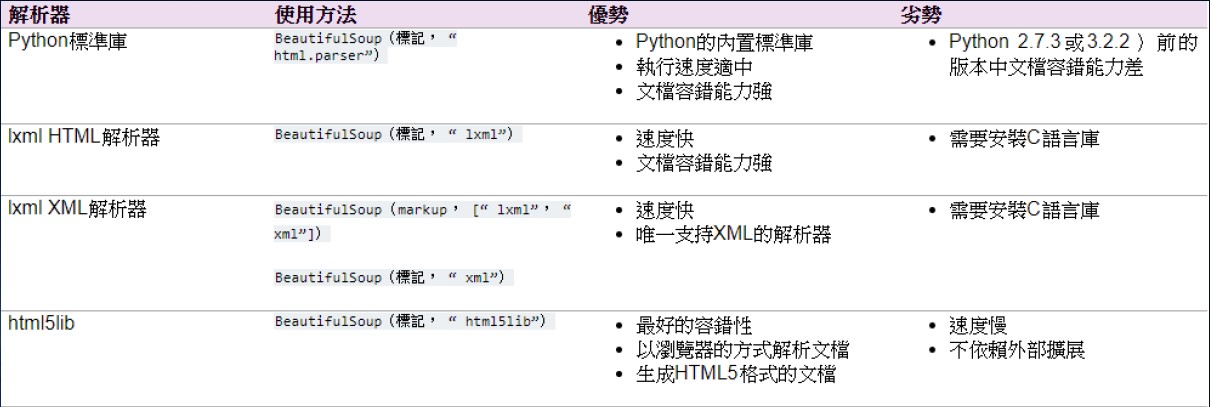 解析器 使用方法 優勢 劣勢
Python標準庫 BeautifulSoup（標記，“
html.parser”）
• Python的內置標準庫
• 執行速度適中
• 文檔容錯能力強
• Python 2.7.3或3.2.2 ）前的
版本中文檔容錯能力差
lxml HTML解析器 BeautifulSoup（標記，“ lxml”）
• 速度快
• 文檔容錯能力強
• 需要安裝C語言庫
lxml XML解析器 BeautifulSoup（markup， [“ lxml”，“
xml”]）
BeautifulSoup（標記，“ xml”）
• 速度快
• 唯一支持XML的解析器
• 需要安裝C語言庫
html5lib BeautifulSoup（標記，“ html5lib”）
• 最好的容錯性
• 以瀏覽器的方式解析文檔
• 生成HTML5格式的文檔
• 速度慢
• 不依賴外部擴展